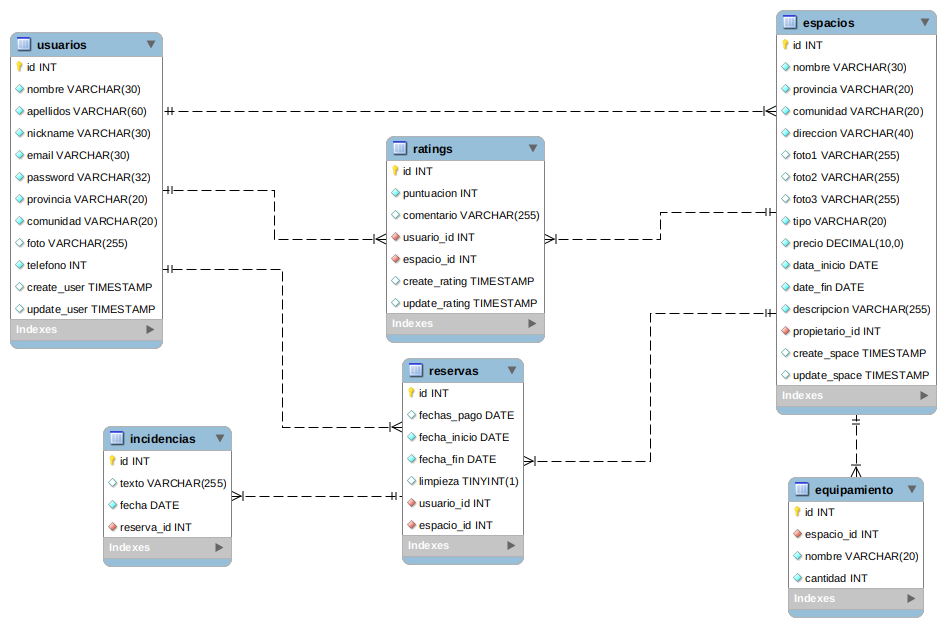 usuarios
id INT
nombre VARCHAR(30)
apellidos VARCHAR(60)
nickname VARCHAR(30)
email VARCHAR(30)
password VARCHAR(32)
provincia VARCHAR(20)
comunidad VARCHAR(20)
foto VARCHAR(255)
telefono INT
create_user TIMESTAMP
update_user TIMESTAMP
Indexes
ratings
id INT
puntuacion INT
comentario VARCHAR(255)
usuario_id INT
espacio_id INT
create_rating TIMESTAMP
update_rating TIMESTAMP
Indexes
espacios
id INT
nombre VARCHAR(30)
provincia VARCHAR(20)
comunidad VARCHAR(20)
direccion VARCHAR(40)
foto1 VARCHAR(255)
foto2 VARCHAR(255)
foto3 VARCHAR(255)
tipo VARCHAR(20)
precio DECIMAL(10,0)
data_inicio DATE
date_fin DATE
descripcion VARCHAR(255)
propietario_id INT
create_space TIMESTAMP
update_space TIMESTAMP
Indexes
reservas
id INT
fechas_pago DATE
fecha_inicio DATE
fecha_fin DATE
limpieza TINYINT(1)
usuario_id INT
espacio_id INT
Indexes
incidencias
id INT
texto VARCHAR(255)
fecha DATE
reserva_id INT
Indexes
equipamiento
id INT
espacio_id INT
nombre VARCHAR(20)
cantidad INT
Indexes